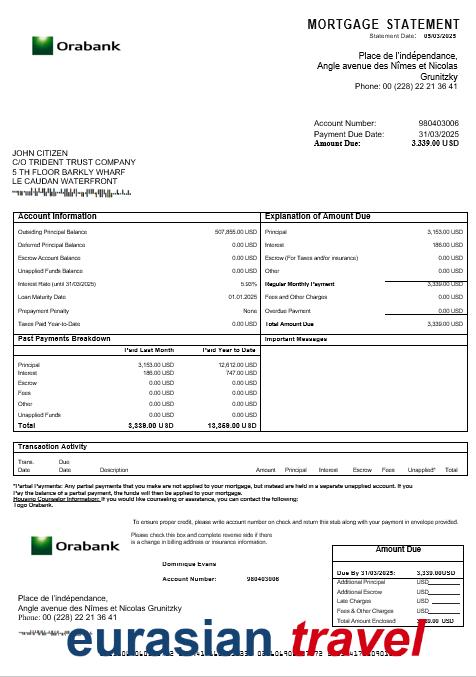 MORTGAGE STATEMENT
Statement Date: 05/03/2025
Orabank
Place de l'indépendance,
Angle avenue des Nîmes et Nicolas
Grunitzky
Phone: 00 (228) 22 21 36 41
Account Number: 980403006
Payment Due Date: 31/03/2025
Amount Due: 3,339.00 USD
JOHN CITIZEN
C/O TRIDENT TRUST COMPANY
5 TH FLOOR BARKLY WHARF
LE CAUDAN WATERFRONT
Account Information
Outsiding Principal Balance 507,855.00 USD
Deferred Principal Balance 0.00 USD
Escrow Account Balance 0.00 USD
Unapplied Funds Balance 0.00 USD
Interest Rate (until 31/03/2025) 5.93%
Loan Maturity Date 01.01.2025
Prepayment Penalty None
Taxes Paid Year-to-Date 0.00 USD
Explanation of Amount Due
Principal 3,153.00 USD
Interest 186.00 USD
Escrow (For Taxes and/or insurance) 0.00 USD
Other 0.00 USD
Regular Monthly Payment 3,339.00 USD
Fees and Other Charges 0.00 USD
Overdue Payment 0.00 USD
Total Amount Due 3,339.00 USD
Past Payments Breakdown
Paid Last Month Paid Year to Date
Principal 3,153.00 USD 12,612.00 USD
Interest 186.00 USD 747.00 USD
Escrow 0.00 USD 0.00 USD
Fees 0.00 USD 0.00 USD
Other 0.00 USD 0.00 USD
Unapplied Funds 0.00 USD 0.00 USD
Total 3,339.00 USD 13,359.00 USD
Important Messages
Transaction Activity
Trans. Due
Date Date Description Amount Principal Interest Escrow Fees Unapplied* Total
*Partial Payments: Any partial payments that you make are not applied to your mortgage, but instead are held in a separate unapplied account. If you
Pay the balance of a partial payment, the funds will then be applied to your mortgage.
Housing Counselor Information: If you would like counseling or assistance, you can contact the following:
Togo Orabank.
To ensure proper credit, please write account number on check and return this stub along with your payment in envelope provided.
Orabank
Please check this box and complete reverse side if there
is a change in billing address or insurance information.
Dominique Evans
Account Number: 980403006
Place de l'indépendance,
Angle avenue des Nîmes et Nicolas Grunitzky
Phone: 00 (228) 22 21 36 41
Amount Due
Due By 31/03/2025: 3,339.00 USD
Additional Principal USD
Additional Escrow USD
Late Charges USD
Fees & Other Charges USD
Total Amount Enclosed USD
eurasian travel